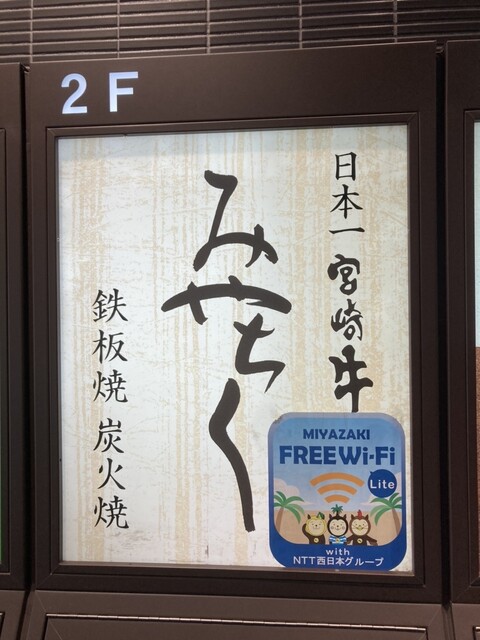 2F
日本一宮崎牛
みやちく
鉄板焼 炭火焼
MIYAZAKI
FREE Wi-Fi
Lite
with
NTT西日本グループ